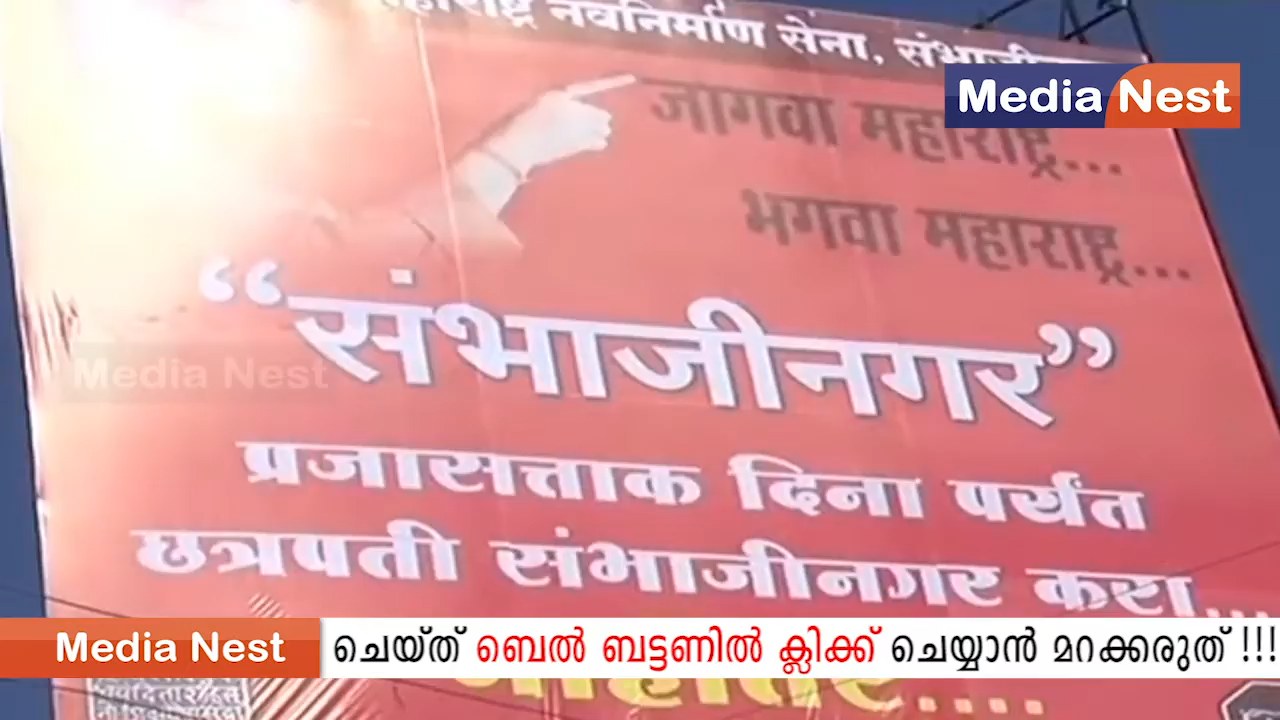 महाराष्ट्र नवनिर्माण सेना, संभाजीनगर
Media Nest
जागवा महाराष्ट्र...
भगवा महाराष्ट्र...
“संभाजीनगर”
Media Nest
प्रजासत्ताक दिना पर्यंत
छत्रपती संभाजीनगर करा...
Media Nest ചെയ്ത് ബെൽ ബട്ടണിൽ ക്ലിക്ക് ചെയ്യാൻ മറക്കരുത് !!!